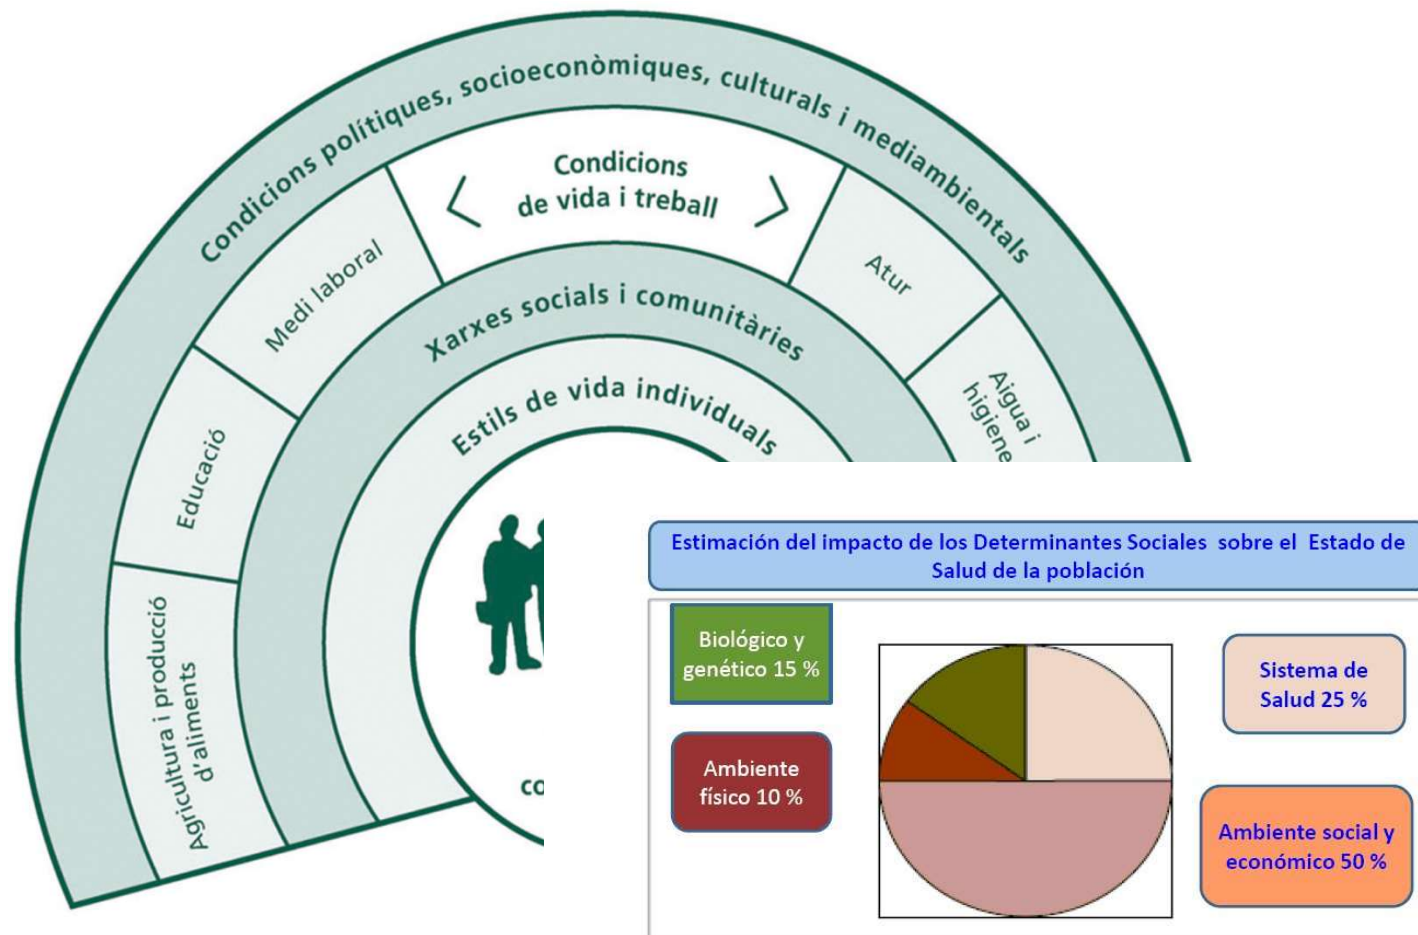 Condicions polítiques, socioeconòmiques, culturals i mediambientals
Condicions
de vida i treball
Medi laboral
Atur
Xarxes socials i comunitàries
Aigua i
higiene
Estils de vida individuals
Educació
Agricultura i producció
d'aliments
Estimación del impacto de los Determinantes Sociales sobre el Estado de
Salud de la población
Biológico y
genético 15 %
Sistema de
Salud 25 %
Ambiente
físico 10 %
Ambiente social y
económico 50 %